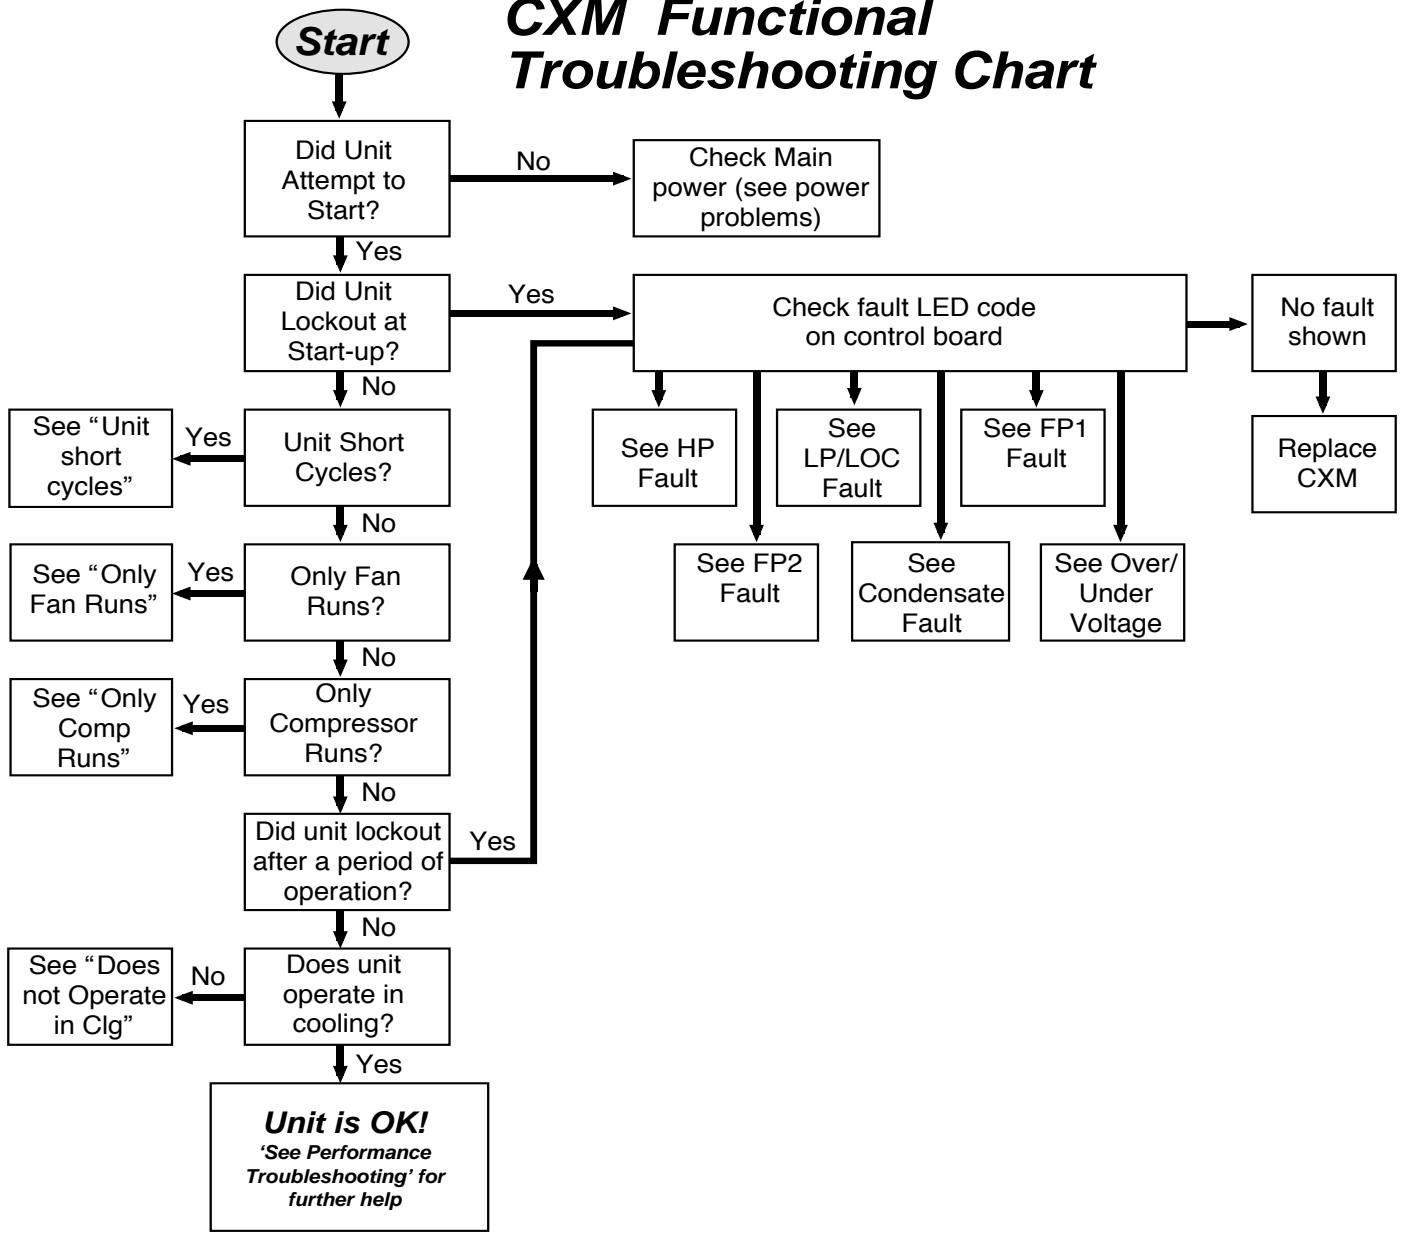 CXM Functional
Troubleshooting Chart
Start
Did Unit
Attempt to
Start?
No
Check Main
power (see power
problems)
Yes
Did Unit
Lockout at
Start-up?
Yes
Check fault LED code
on control board
No fault
shown
No
See “Unit
short
cycles”
Yes
Unit Short
Cycles?
See HP
Fault
See
LP/LOC
Fault
See FP1
Fault
Replace
CXM
No
See “Only
Fan Runs”
Yes
Only Fan
Runs?
See FP2
Fault
See
Condensate
Fault
See Over/
Under
Voltage
No
See “Only
Comp
Runs”
Yes
Only
Compressor
Runs?
No
Did unit lockout
after a period of
operation?
Yes
No
See “Does
not Operate
in Clg”
No
Does unit
operate in
cooling?
Yes
Unit is OK!
‘See Performance
Troubleshooting’ for
further help